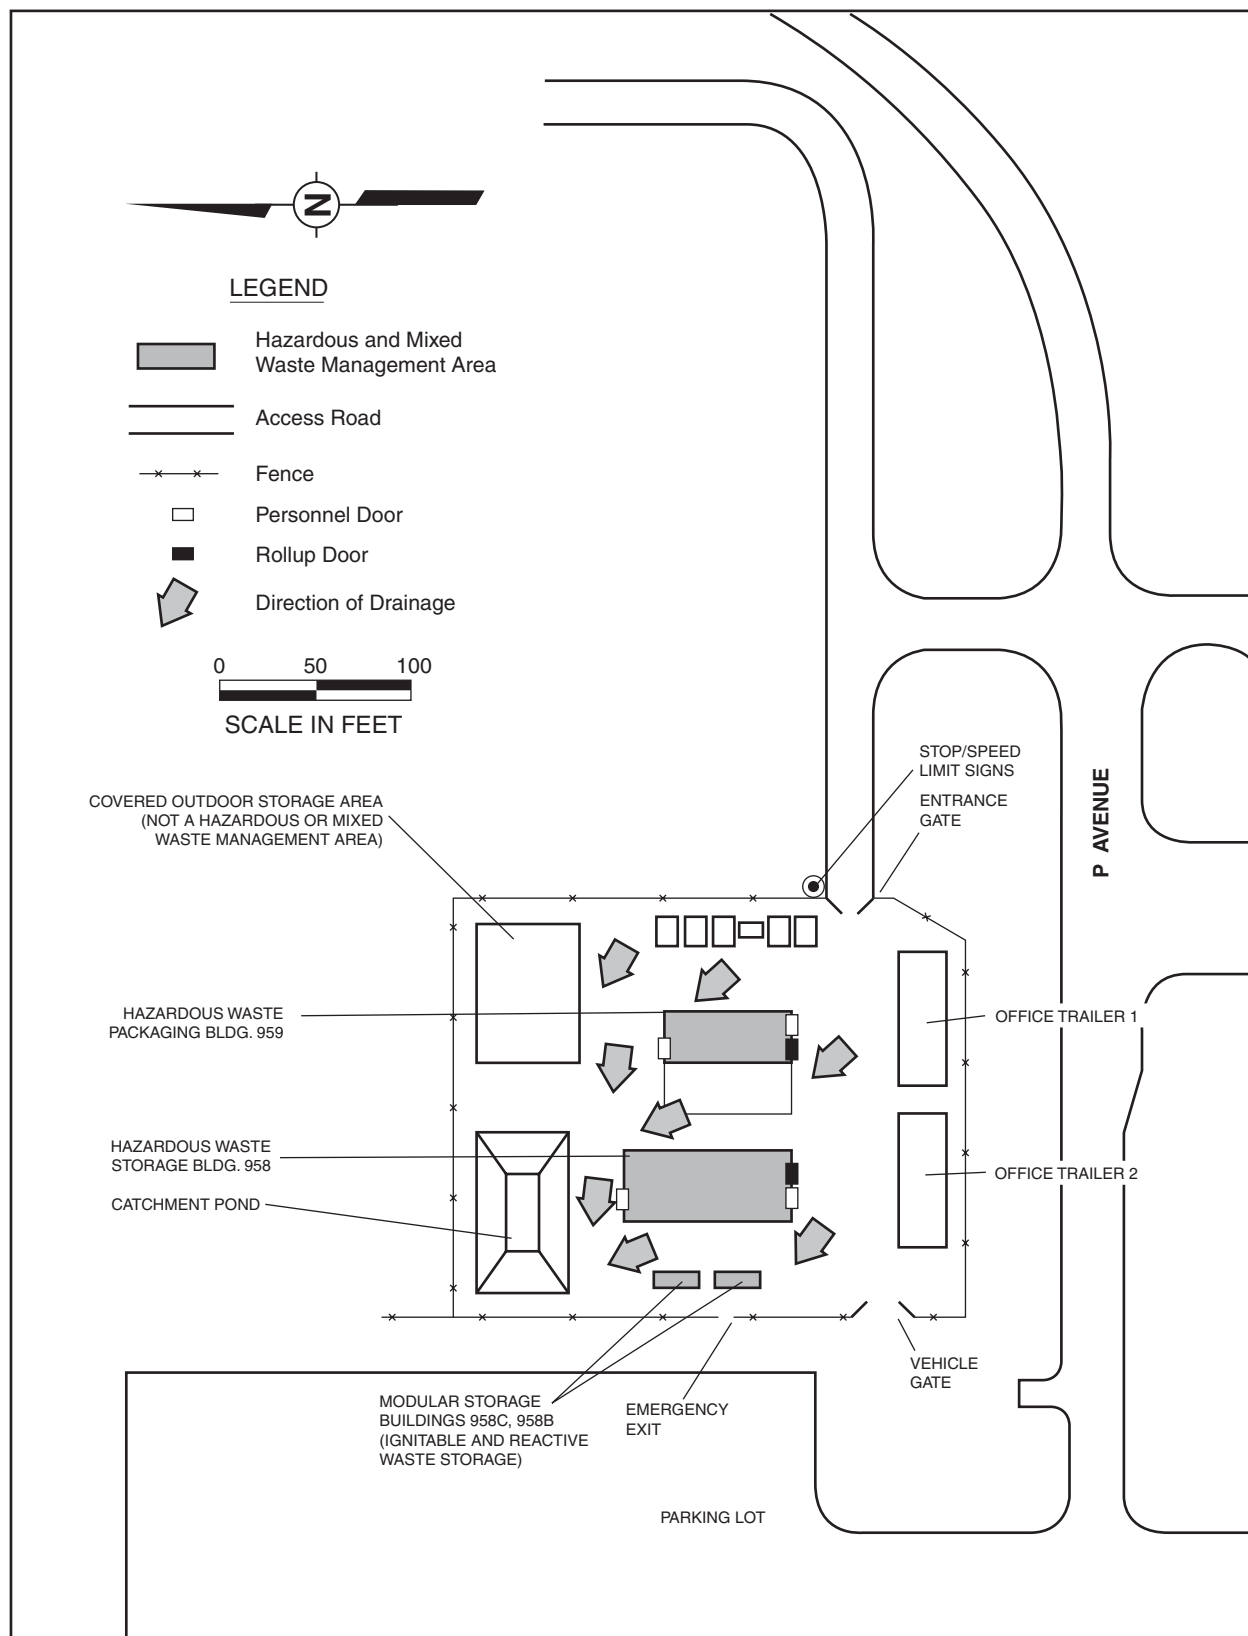 N
LEGEND
Hazardous and Mixed
Waste Management Area
Access Road
Fence
Personnel Door
Rollup Door
Direction of Drainage
0 50 100
SCALE IN FEET
STOP/SPEED
LIMIT SIGNS
ENTRANCE
GATE
P AVENUE
COVERED OUTDOOR STORAGE AREA
(NOT A HAZARDOUS OR MIXED
WASTE MANAGEMENT AREA)
HAZARDOUS WASTE
PACKAGING BLDG. 959
OFFICE TRAILER 1
HAZARDOUS WASTE
STORAGE BLDG. 958
OFFICE TRAILER 2
CATCHMENT POND
VEHICLE
GATE
MODULAR STORAGE
BUILDINGS 958C, 958B
(IGNITABLE AND REACTIVE
WASTE STORAGE)
EMERGENCY
EXIT
PARKING LOT